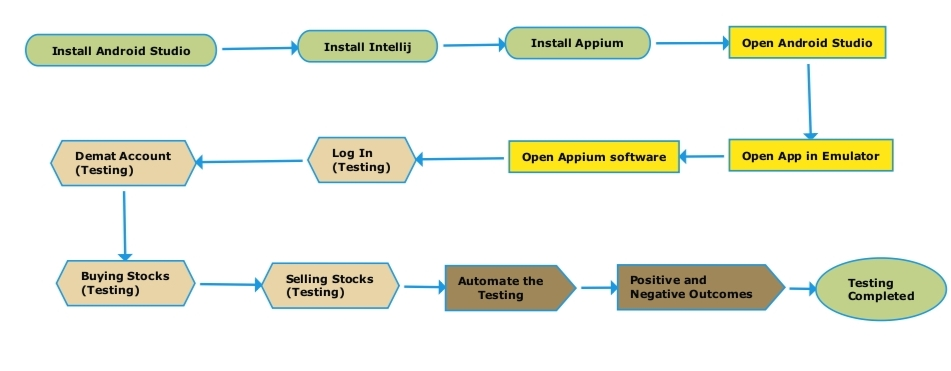 Install Android Studio
Install Intellij
Install Appium
Open Android Studio
Open App in Emulator
Open Appium software
Log In
(Testing)
Demat Account
(Testing)
Buying Stocks
(Testing)
Selling Stocks
(Testing)
Automate the
Testing
Positive and
Negative Outcomes
Testing
Completed